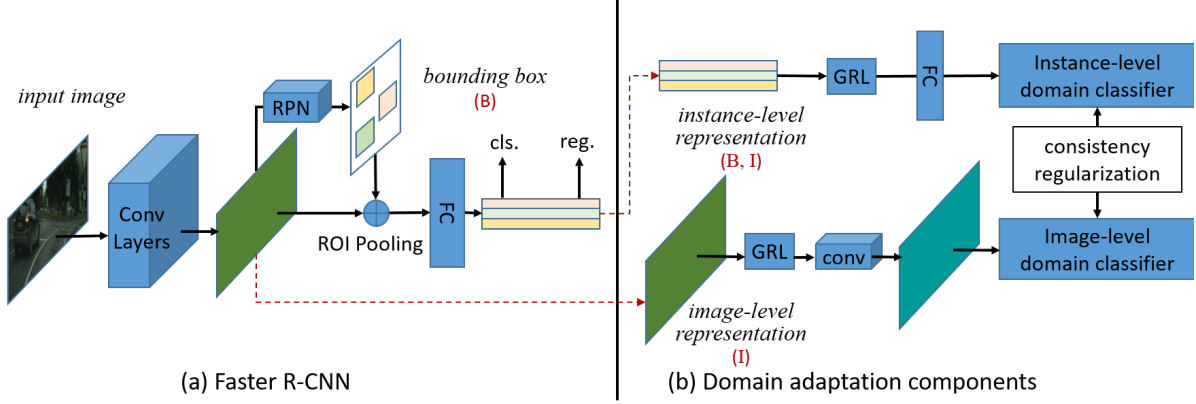 input image
Conv
Layers
RPN
bounding box
(B)
ROI Pooling
FC
cls.
reg.
(a) Faster R-CNN
instance-level
representation
(B, I)
GRL
FC
Instance-level
domain classifier
consistency
regularization
image-level
representation
(I)
GRL
conv
Image-level
domain classifier
(b) Domain adaptation components